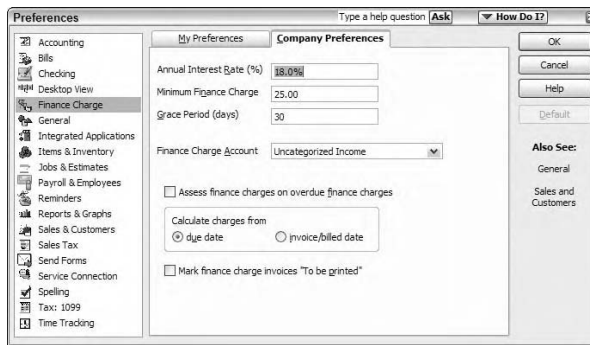 Preferences
Type a help question Ask How Do I?
Accounting
Bills
Checking
Desktop View
Finance Charge
General
Integrated Applications
Items & Inventory
Jobs & Estimates
Payroll & Employees
Reminders
Reports & Graphs
Sales & Customers
Sales Tax
Send Forms
Service Connection
Spelling
Tax: 1099
Time Tracking
My Preferences Company Preferences
Annual Interest Rate (%) 18.0%
Minimum Finance Charge 25.00
Grace Period (days) 30
Finance Charge Account Uncategorized Income
Assess finance charges on overdue finance charges
Calculate charges from
due date invoice/billed date
Mark finance charge invoices "To be printed"
OK
Cancel
Help
Default
Also See:
General
Sales and
Customers